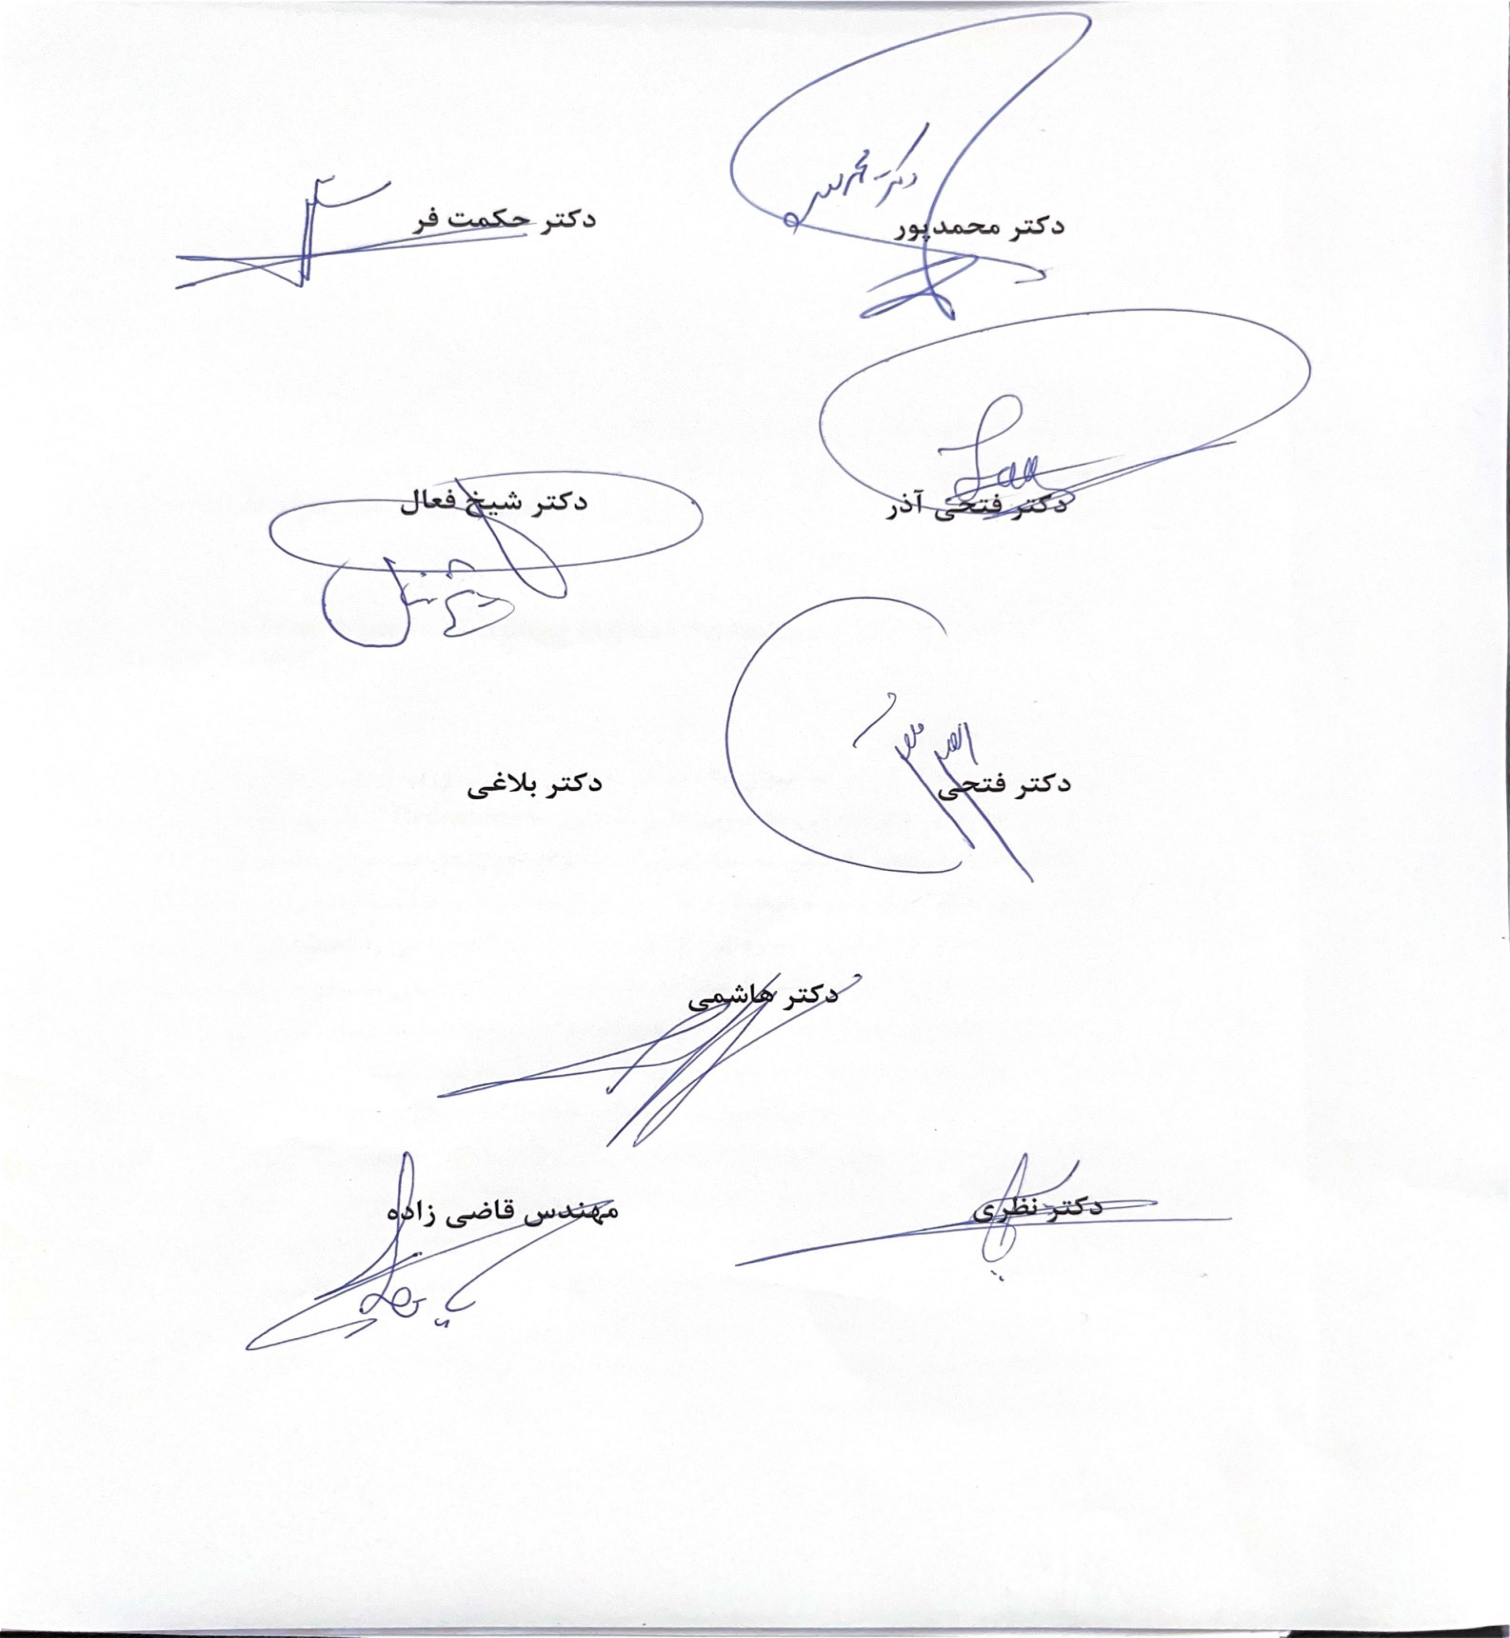 دکتر محمدپور دکتر حکمت فر
دکتر فتحی آذر دکتر شیخ فعال
دکتر فتحی دکتر بلاغی
دکتر هاشمی
دکتر نظری مهندس قاضی زاده